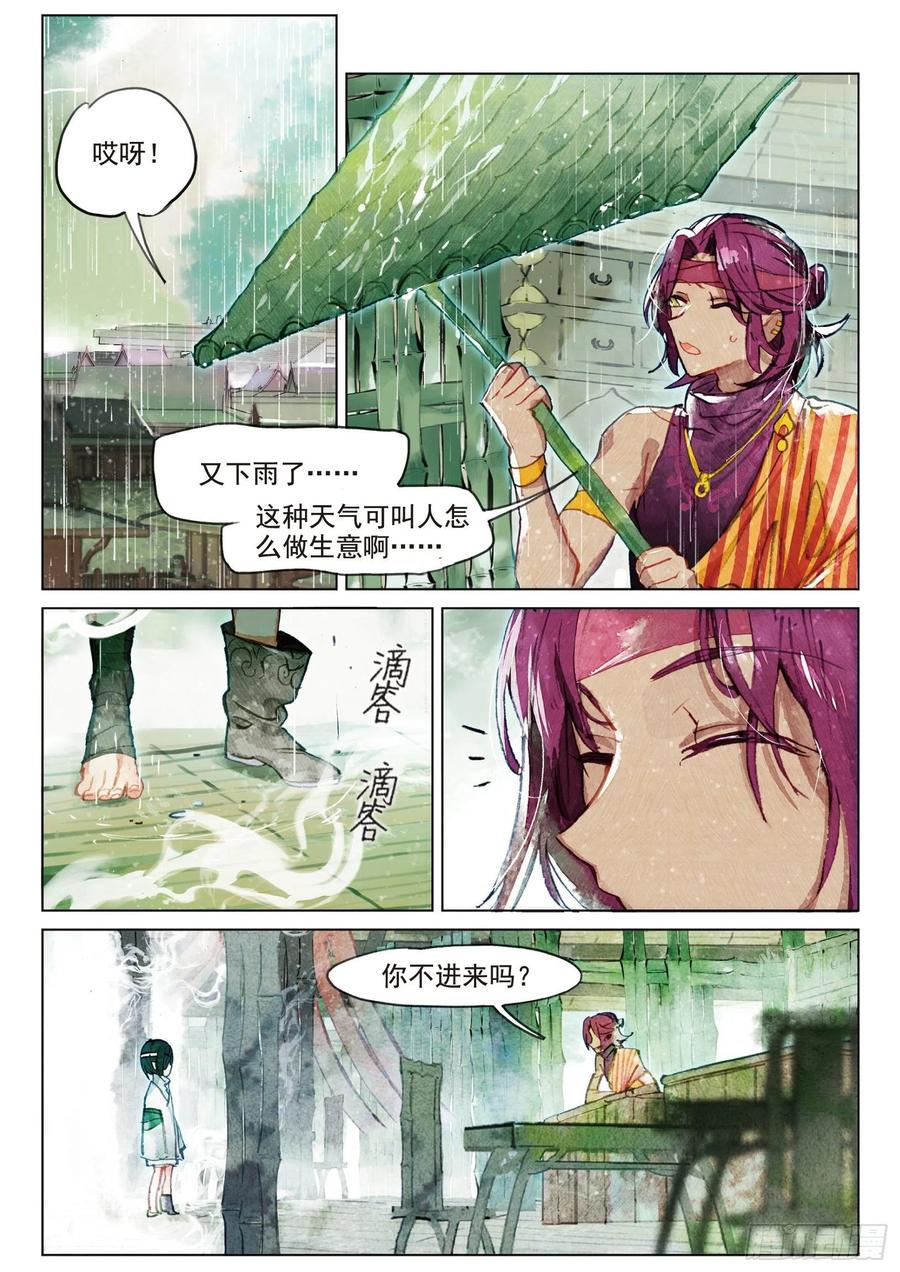 哎呀！
又下雨了……
这种天气可叫人怎
么做生意啊……
滴答
滴答
你不进来吗？